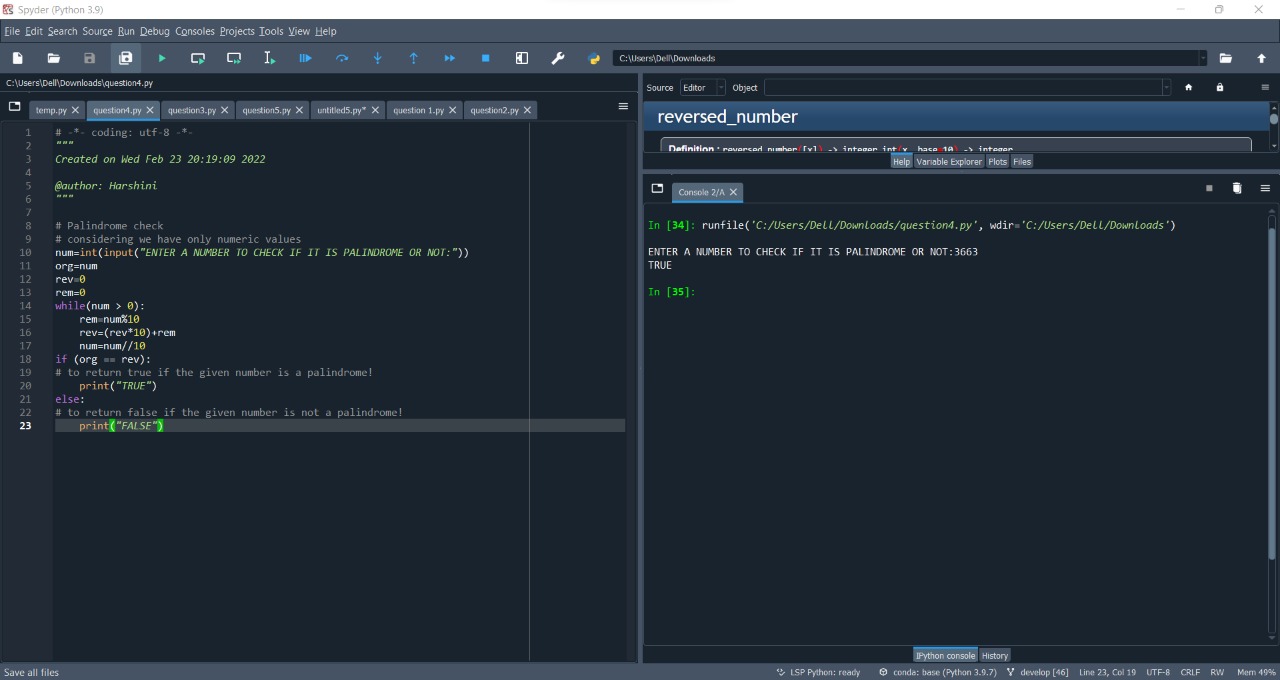 Spyder (Python 3.9)
File Edit Search Source Run Debug Consoles Projects Tools View Help
C:\Users\Dell\Downloads
C:\Users\Dell\Downloads\question4.py
temp.py question4.py question3.py question5.py untitled5.py* question 1.py question2.py
1 # -*- coding: utf-8 -*-
2 """
3 Created on Wed Feb 23 20:19:09 2022
4
5 @author: Harshini
6 """
7
8 # Palindrome check
9 # considering we have only numeric values
10 num=int(input("ENTER A NUMBER TO CHECK IF IT IS PALINDROME OR NOT:"))
11 org=num
12 rev=0
13 rem=0
14 while(num > 0):
15 rem=num%10
16 rev=(rev*10)+rem
17 num=num//10
18 if (org == rev):
19 # to return true if the given number is a palindrome!
20 print("TRUE")
21 else:
22 # to return false if the given number is not a palindrome!
23 print("FALSE")
Source Editor Object
reversed_number
Definition : reversed_number([x]) -> integer int(x, base=10) -> integer
Help Variable Explorer Plots Files
Console 2/A
In [34]: runfile('C:/Users/Dell/Downloads/question4.py', wdir='C:/Users/Dell/Downloads')
ENTER A NUMBER TO CHECK IF IT IS PALINDROME OR NOT:3663
TRUE
In [35]:
IPython console History
Save all files LSP Python: ready conda: base (Python 3.9.7) develop [46] Line 23, Col 19 UTF-8 CRLF RW Mem 49%